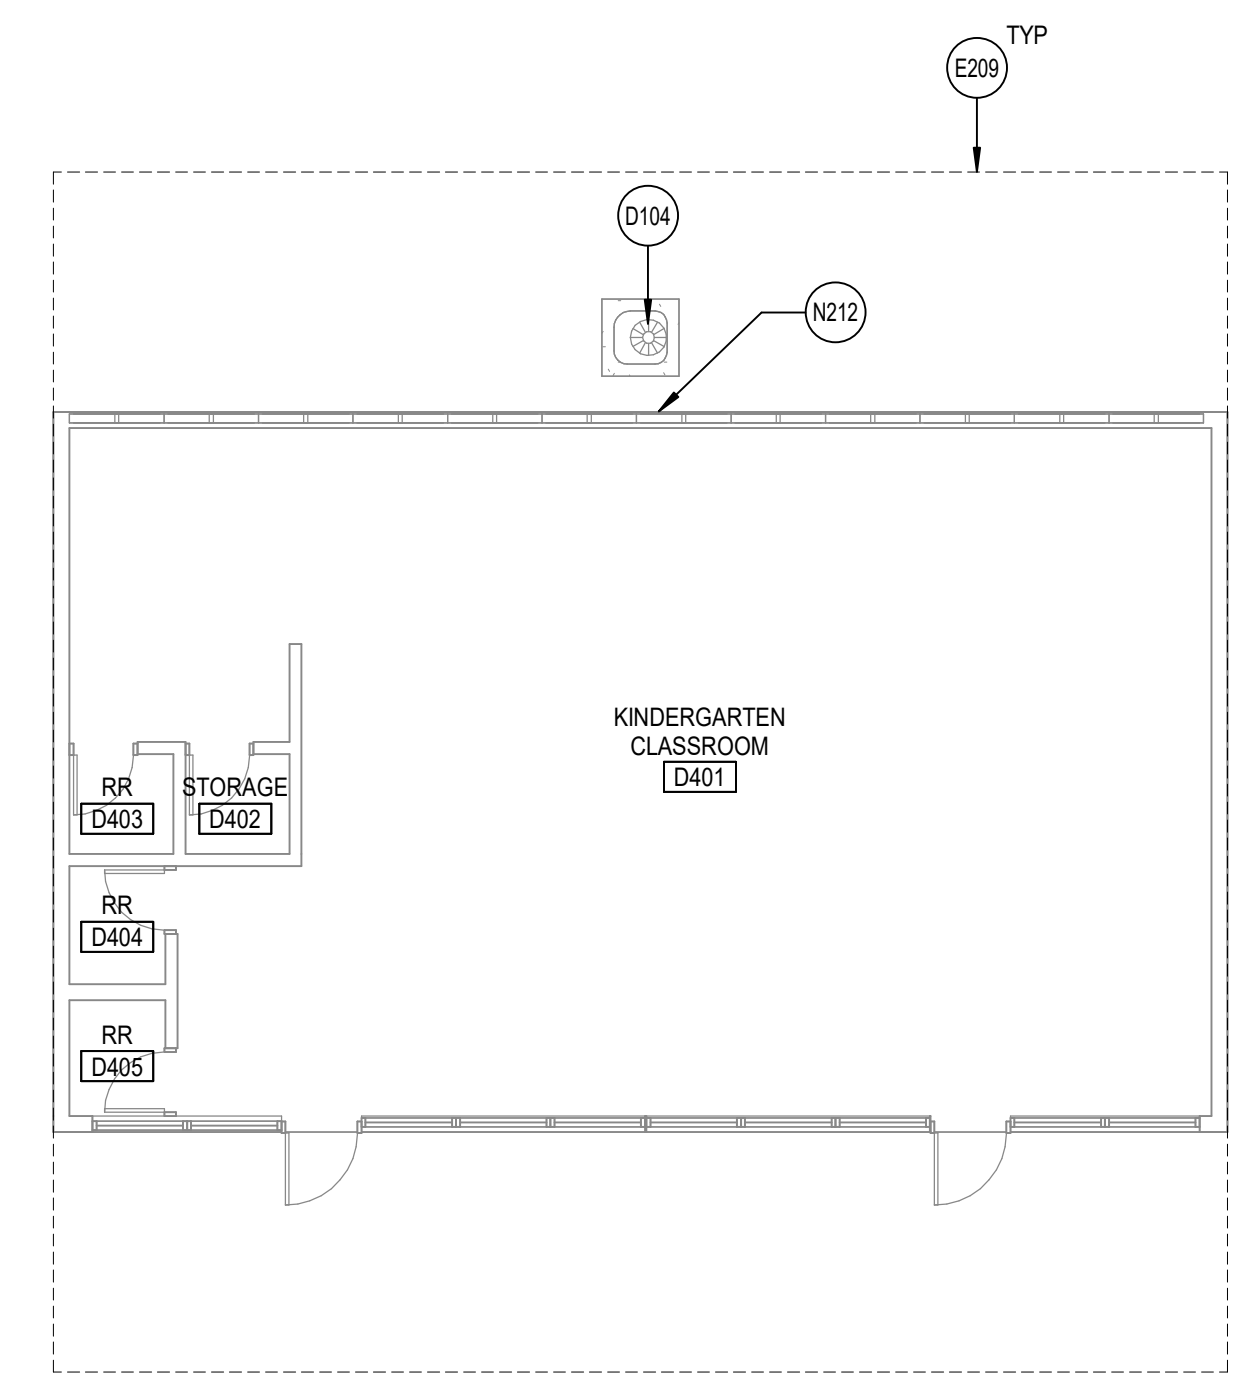 TYP
E209
D104
N212
KINDERGARTEN
CLASSROOM
D401
RR
D403
STORAGE
D402
RR
D404
RR
D405